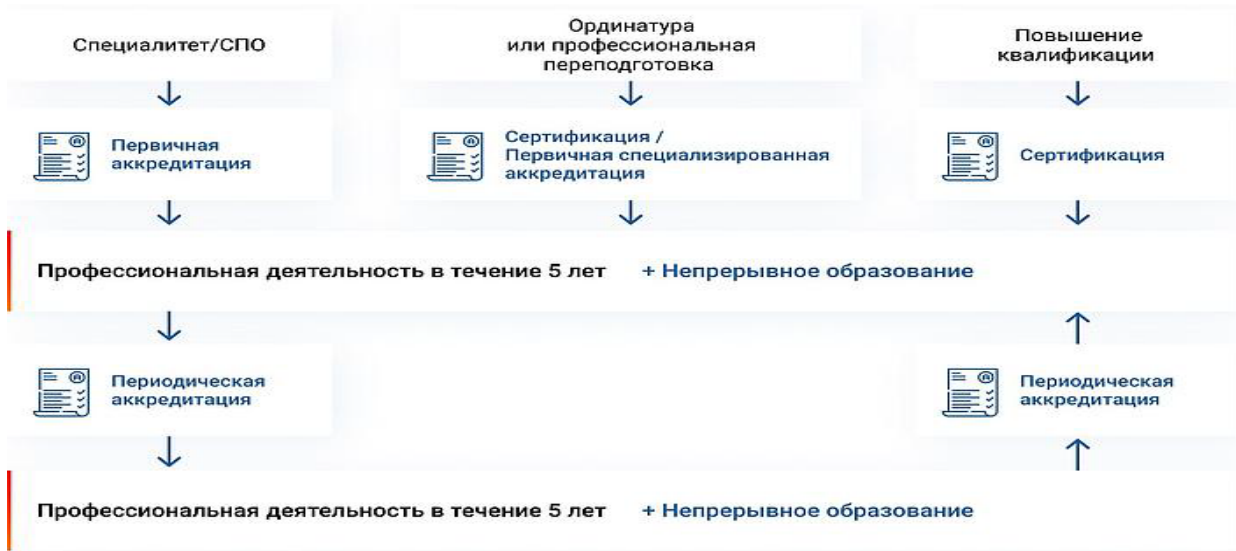 Специалитет/СПО
Ординатура
или профессиональная
переподготовка
Повышение
квалификации
Первичная
аккредитация
Сертификация /
Первичная специализированная
аккредитация
Сертификация
Профессиональная деятельность в течение 5 лет + Непрерывное образование
Периодическая
аккредитация
Периодическая
аккредитация
Профессиональная деятельность в течение 5 лет + Непрерывное образование